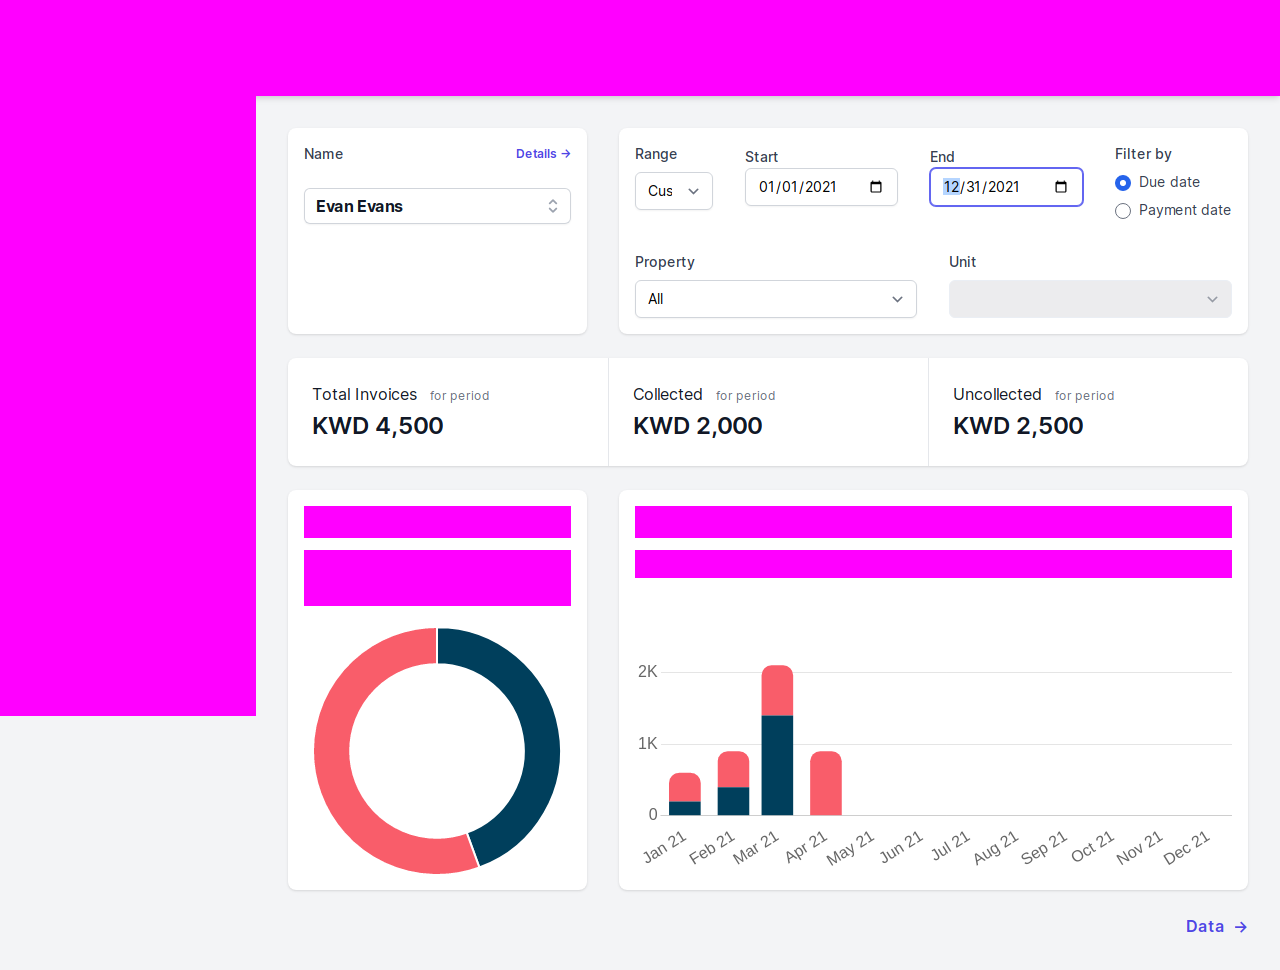 Name
Details →
Evan Evans
Range
Cus
Start
01/01/2021
End
12/31/2021
Filter by
Due date
Payment date
Property
All
Unit
Total Invoices for period
KWD 4,500
Collected for period
KWD 2,000
Uncollected for period
KWD 2,500
2K
1K
0
Jan 21
Feb 21
Mar 21
Apr 21
May 21
Jun 21
Jul 21
Aug 21
Sep 21
Oct 21
Nov 21
Dec 21
Data →